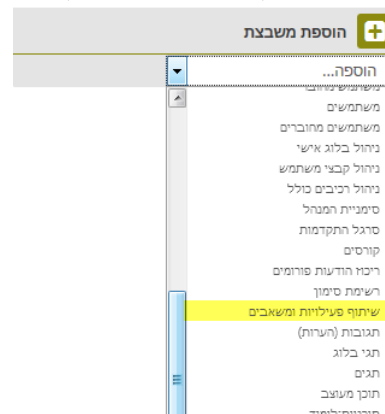 הוספת משבצת
הוספה...
משתמשים
משתמשים מחוברים
ניהול בלוג אישי
ניהול קבצי משתמש
ניהול רכיבים כולל
סימניית המנהל
סרגל התקדמות
קורסים
ריכוז הודעות פורומים
רשימת סימון
שיתוף פעילויות ומשאבים
תגובות (הערות)
תגי בלוג
תגים
תוכן מעוצב